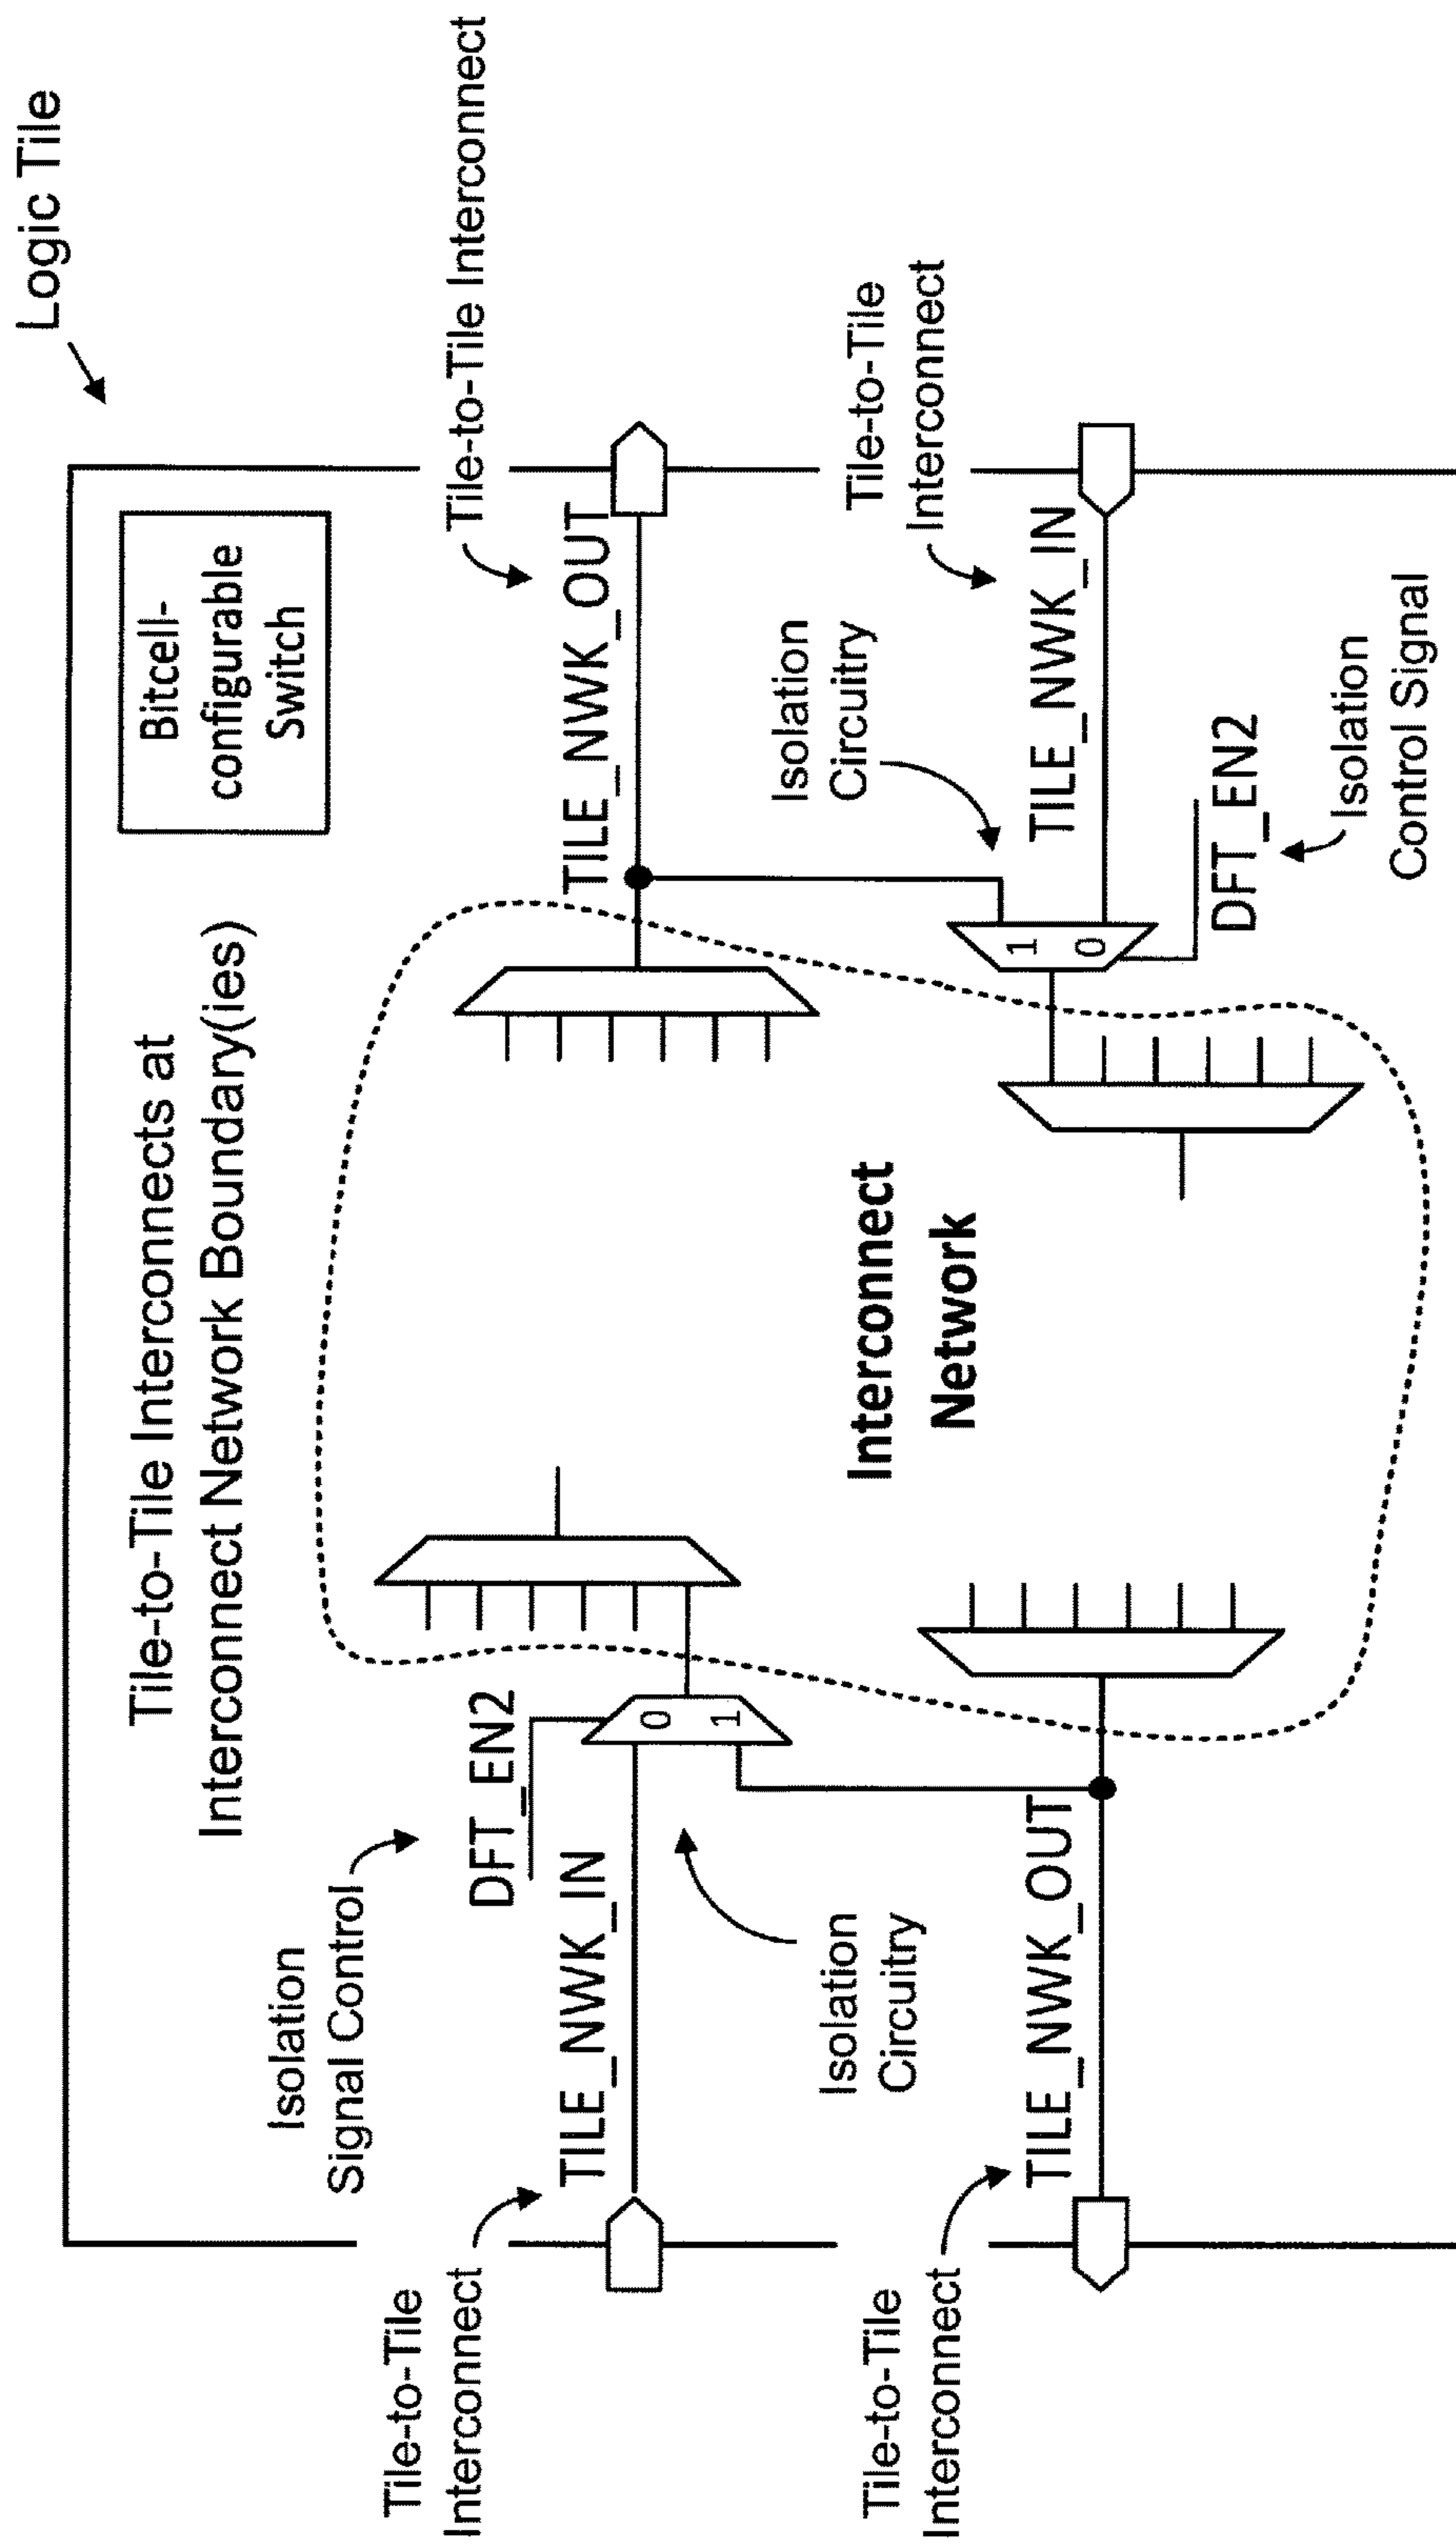 Logic Tile
Tile-to-Tile Interconnects at
Interconnect Network Boundary(ies)
Bitcell-
configurable
Switch
Isolation
Signal Control
DFT_EN2
Tile-to-Tile
Interconnect
TILE_NWK_IN
0
1
Isolation
Circuitry
Tile-to-Tile
Interconnect
TILE_NWK_OUT
Interconnect
Network
TILE_NWK_OUT
Tile-to-Tile Interconnect
Isolation
Circuitry
Tile-to-Tile
Interconnect
TILE_NWK_IN
1
0
DFT_EN2
Isolation
Control Signal